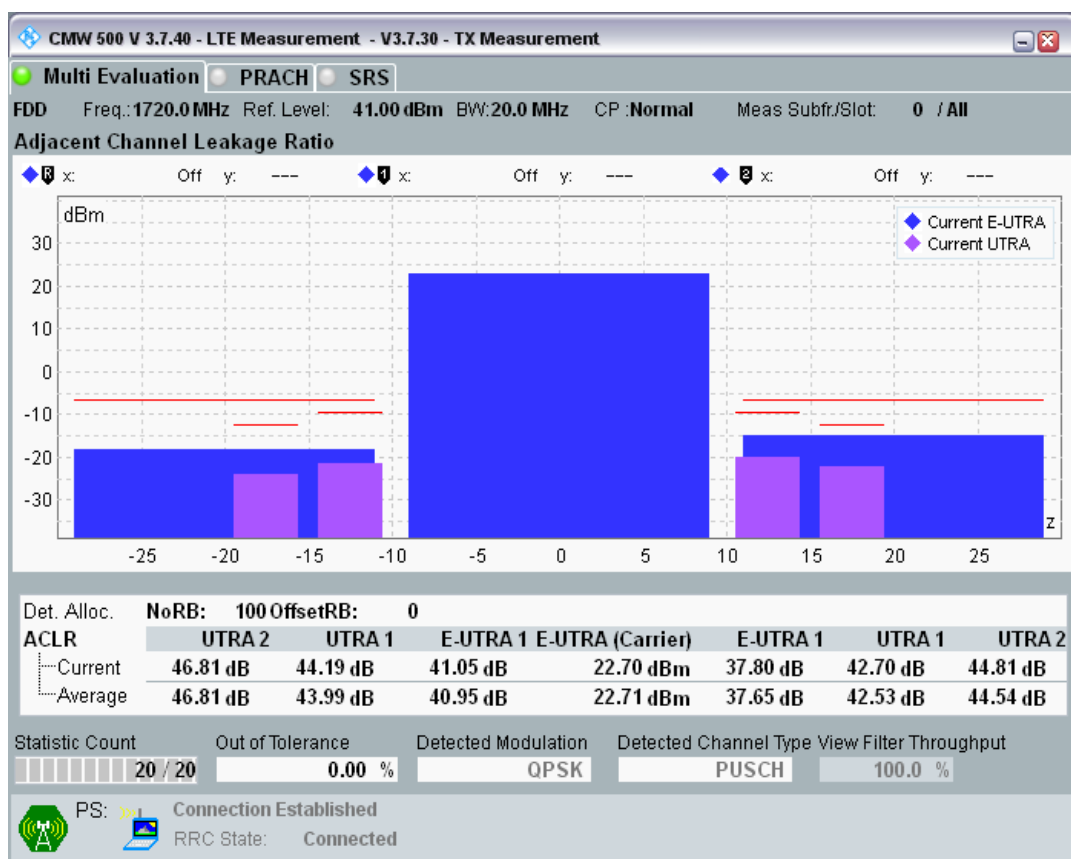 CMW 500 V 3.7.40 - LTE Measurement - V3.7.30 - TX Measurement
Multi Evaluation PRACH SRS
FDD Freq.: 1720.0 MHz Ref. Level: 41.00 dBm BW: 20.0 MHz CP : Normal Meas Subfr./Slot: 0 / All
Adjacent Channel Leakage Ratio
R x: Off y: --- 1 x: Off y: --- 2 x: Off y: ---
dBm
Current E-UTRA
Current UTRA
30
20
10
0
-10
-20
-30
z
-25 -20 -15 -10 -5 0 5 10 15 20 25
Det. Alloc. NoRB: 100 OffsetRB: 0
ACLR UTRA 2 UTRA 1 E-UTRA 1 E-UTRA (Carrier) E-UTRA 1 UTRA 1 UTRA 2
Current 46.81 dB 44.19 dB 41.05 dB 22.70 dBm 37.80 dB 42.70 dB 44.81 dB
Average 46.81 dB 43.99 dB 40.95 dB 22.71 dBm 37.65 dB 42.53 dB 44.54 dB
Statistic Count Out of Tolerance Detected Modulation Detected Channel Type View Filter Throughput
20 / 20 0.00 % QPSK PUSCH 100.0 %
PS: Connection Established
RRC State: Connected